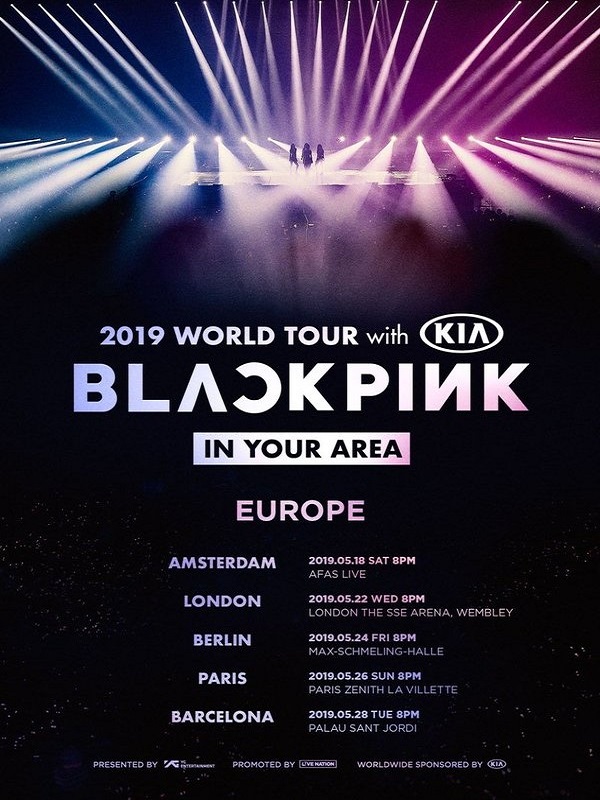 2019 WORLD TOUR with KIA
BLACKPINK
IN YOUR AREA
EUROPE
AMSTERDAM 2019.05.18 SAT 8PM
AFAS LIVE
LONDON 2019.05.22 WED 8PM
LONDON THE SSE ARENA, WEMBLEY
BERLIN 2019.05.24 FRI 8PM
MAX-SCHMELING-HALLE
PARIS 2019.05.26 SUN 8PM
PARIS ZENITH LA VILLETTE
BARCELONA 2019.05.28 TUE 8PM
PALAU SANT JORDI
PRESENTED BY YG ENTERTAINMENT PROMOTED BY LIVE NATION WORLDWIDE SPONSORED BY KIA